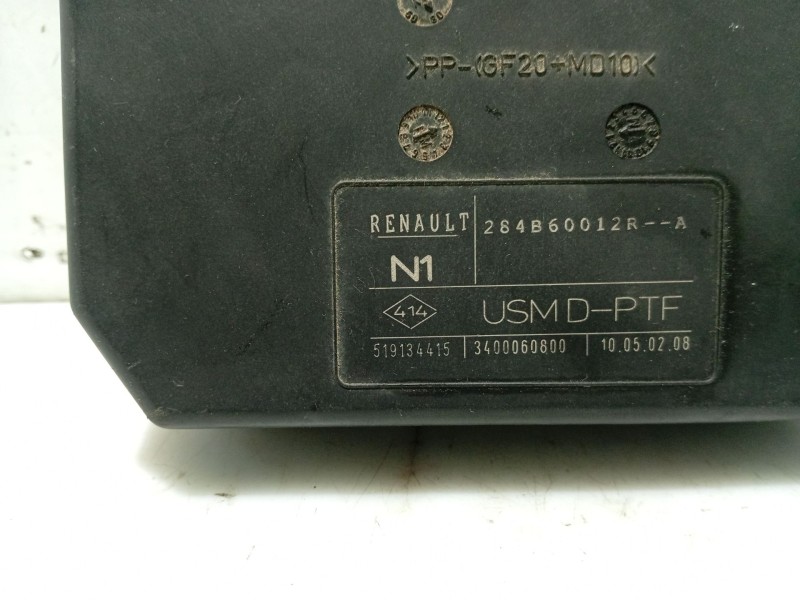 >PP-(GF20+MD10)<
RENAULT 284B60012R--A
N1
414 USM D-PTF
519134415 3400060800 10.05.02.08